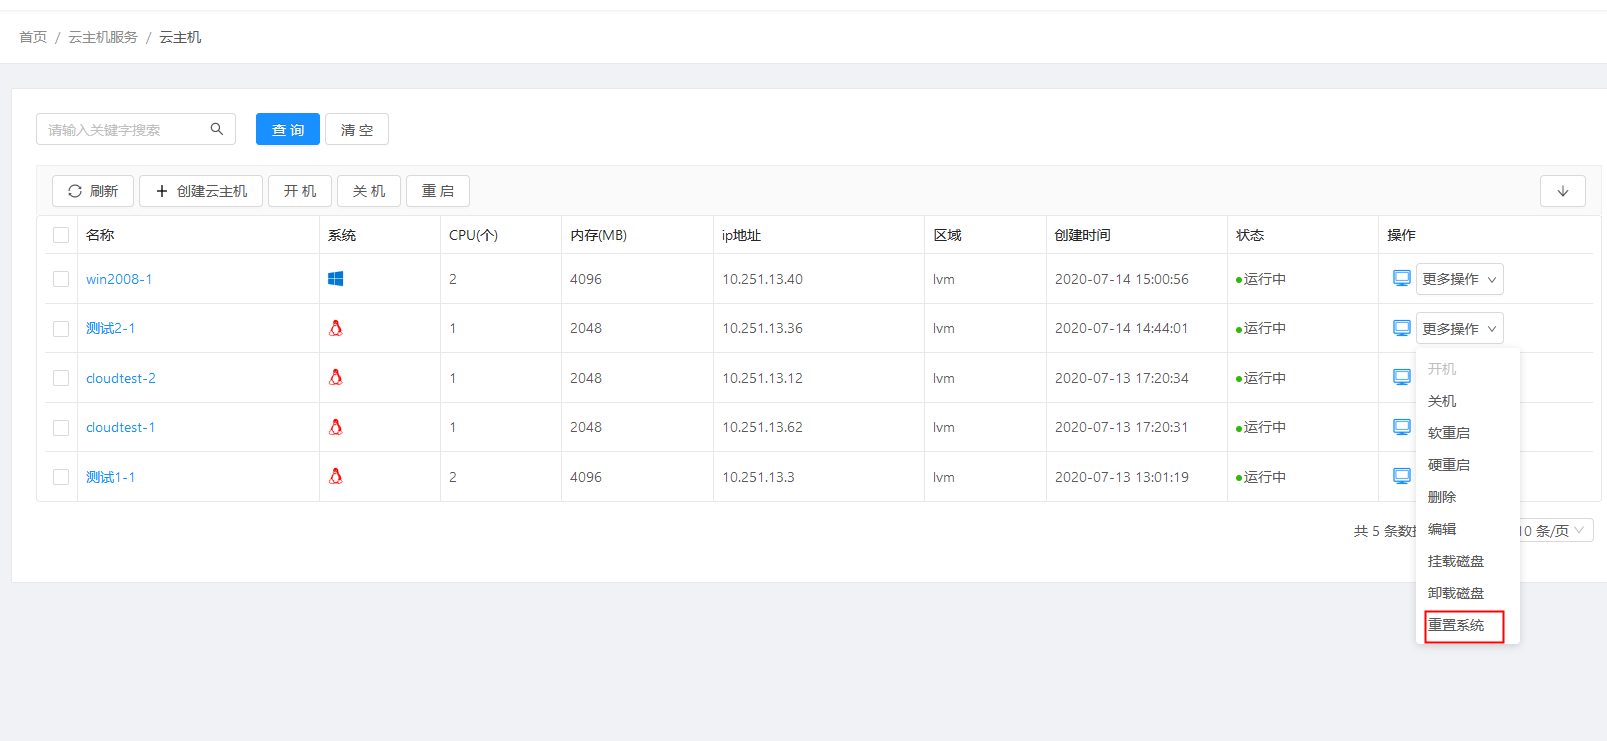 首页 / 云主机服务 / 云主机
请输入关键字搜索 查 询 清 空
刷新 + 创建云主机 开 机 关 机 重 启
名称 系统 CPU(个) 内存(MB) ip地址 区域 创建时间 状态 操作
win2008-1 2 4096 10.251.13.40 lvm 2020-07-14 15:00:56 运行中 更多操作
测试2-1 1 2048 10.251.13.36 lvm 2020-07-14 14:44:01 运行中 更多操作
cloudtest-2 1 2048 10.251.13.12 lvm 2020-07-13 17:20:34 运行中
cloudtest-1 1 2048 10.251.13.62 lvm 2020-07-13 17:20:31 运行中
测试1-1 2 4096 10.251.13.3 lvm 2020-07-13 13:01:19 运行中
共 5 条数 10 条/页
开机
关机
软重启
硬重启
删除
编辑
挂载磁盘
卸载磁盘
重置系统